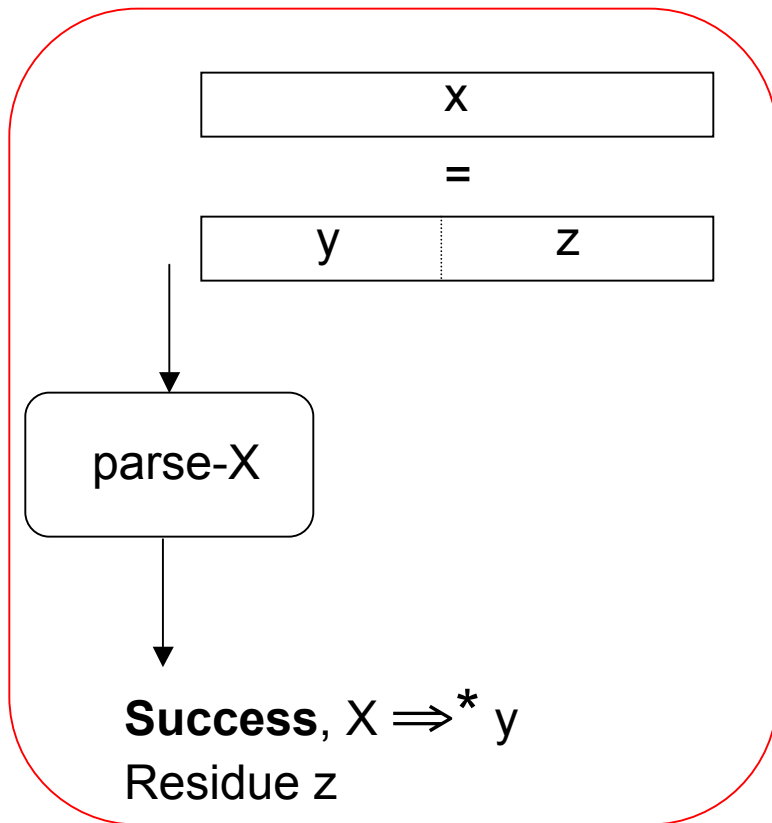 x
=
y z
parse-X
Success, X ⟹* y
Residue z